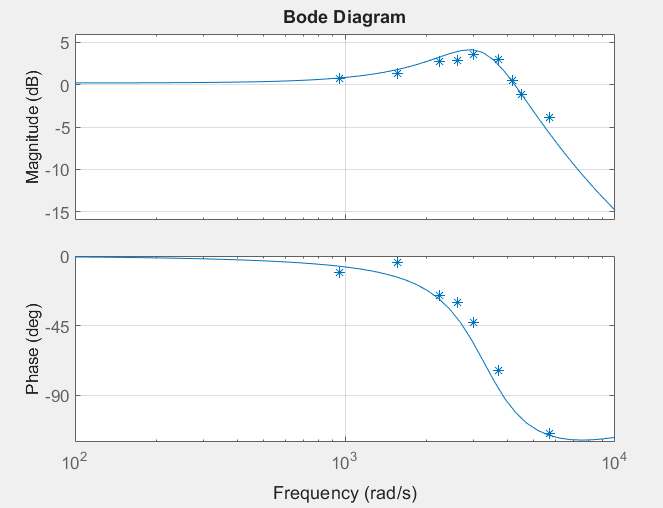 Bode Diagram
Magnitude (dB)
5
0
-5
-10
-15
Phase (deg)
0
-45
-90
10^2
10^3
10^4
Frequency (rad/s)